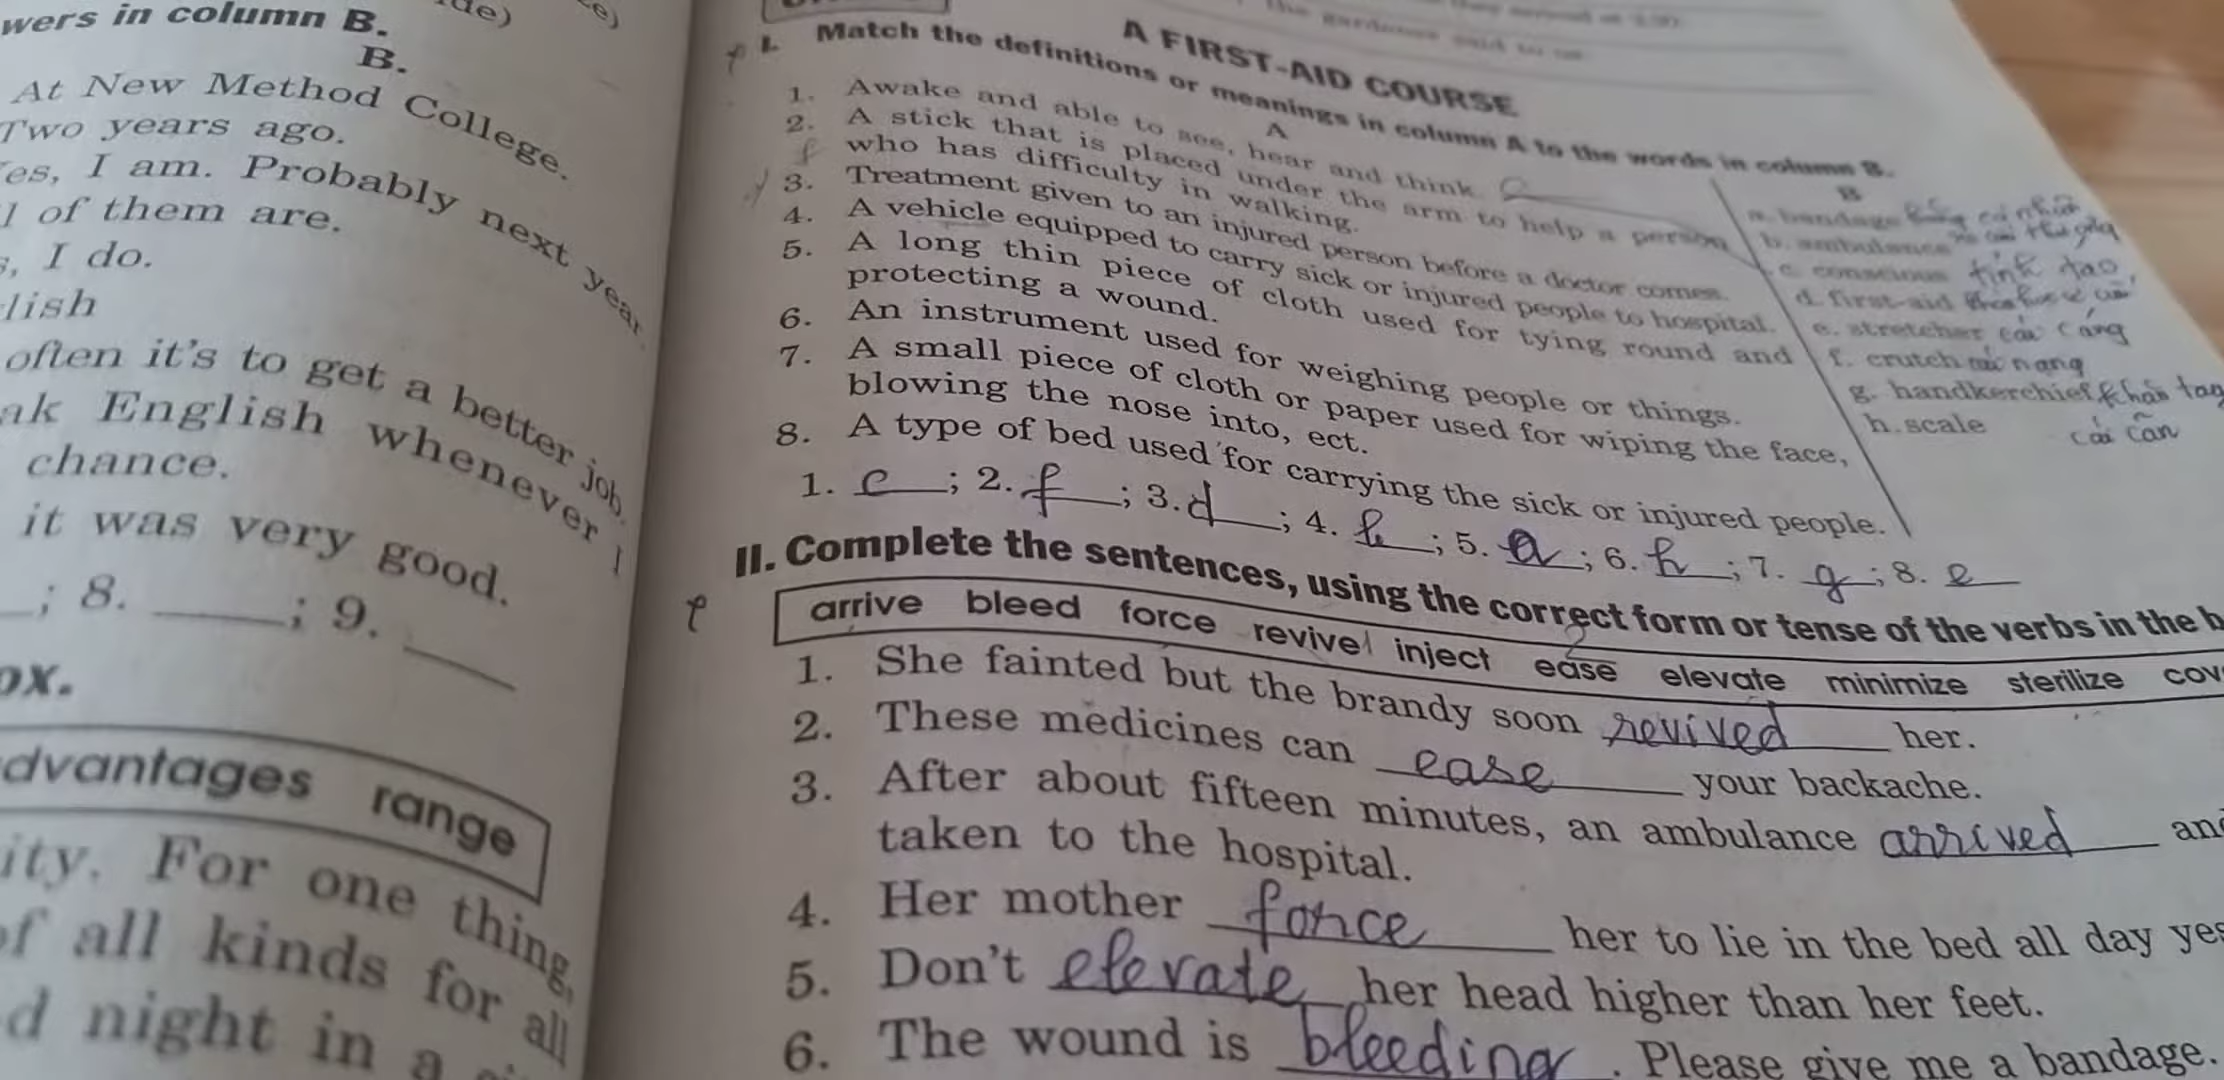 wers in column B.
B.
At New Method College.
Two years ago.
es, I am. Probably next year.
l of them are.
s, I do.
lish
often it's to get a better job.
ak English whenever I
chance.
it was very good.
; 8. ____; 9. ____
ox.
dvantages range
ity. For one thing,
of all kinds for all
d night in a
A FIRST-AID COURSE
I. Match the definitions or meanings in column A to the words in column B.
A
1. Awake and able to see, hear and think.
2. A stick that is placed under the arm to help a person
who has difficulty in walking.
3. Treatment given to an injured person before a doctor comes.
4. A vehicle equipped to carry sick or injured people to hospital.
5. A long thin piece of cloth used for tying round and
protecting a wound.
6. An instrument used for weighing people or things.
7. A small piece of cloth or paper used for wiping the face,
blowing the nose into, ect.
8. A type of bed used for carrying the sick or injured people.
B
a. bandage
b. ambulance
c. conscious tỉnh táo
d. first-aid
e. stretcher cái cáng
f. crutch cái nạng
g. handkerchief khăn tay
h. scale cái cân
1. c; 2. f; 3. d; 4. b; 5. a; 6. h; 7. g; 8. e
II. Complete the sentences, using the correct form or tense of the verbs in the b
arrive bleed force revive inject ease elevate minimize sterilize cov
1. She fainted but the brandy soon revived her.
2. These medicines can ease your backache.
3. After about fifteen minutes, an ambulance arrived and
taken to the hospital.
4. Her mother force her to lie in the bed all day yes
5. Don't elevate her head higher than her feet.
6. The wound is bleeding. Please give me a bandage.